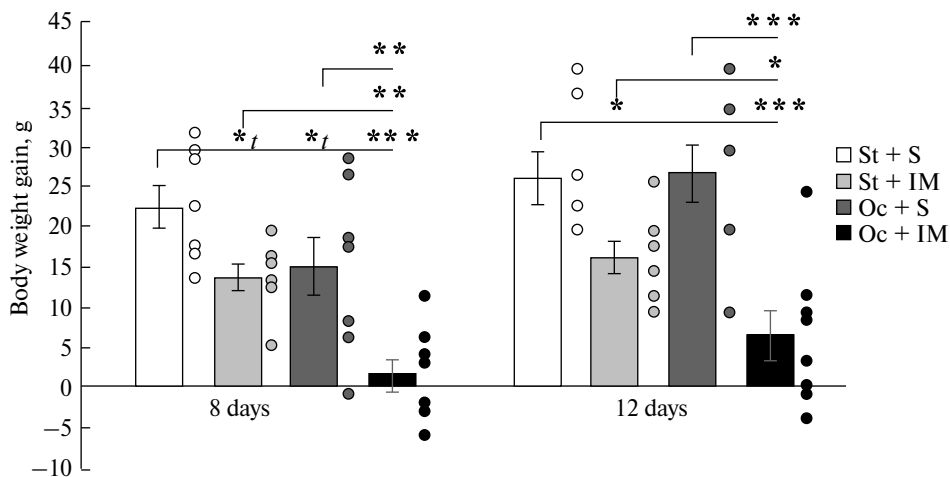 Body weight gain, g
45
40
35
30
25
20
15
10
5
0
−5
−10
**
**
*t *t ***
***
*
* ***
8 days
12 days
St + S
St + IM
Oc + S
Oc + IM